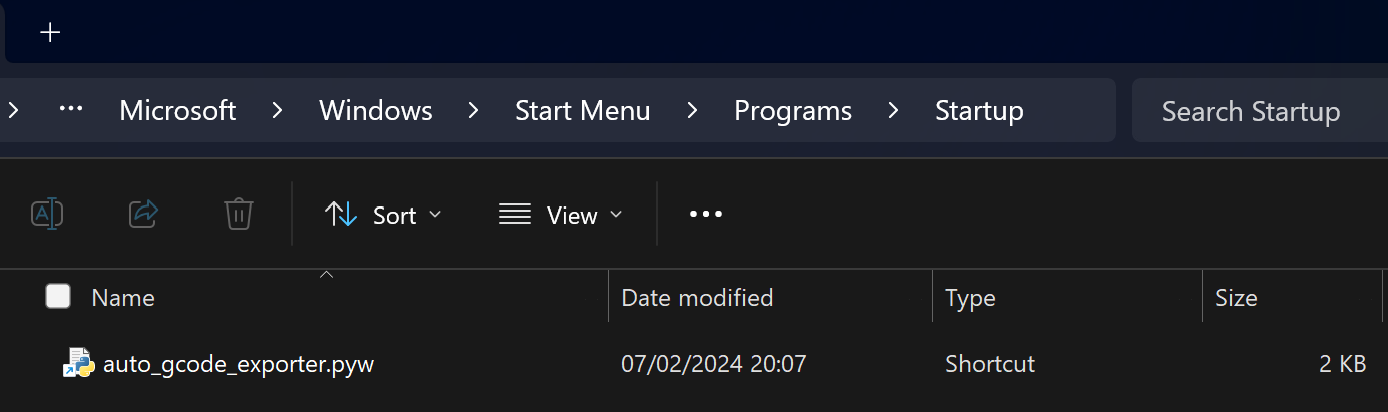 Microsoft > Windows > Start Menu > Programs > Startup Search Startup
Sort View
Name Date modified Type Size
auto_gcode_exporter.pyw 07/02/2024 20:07 Shortcut 2 KB